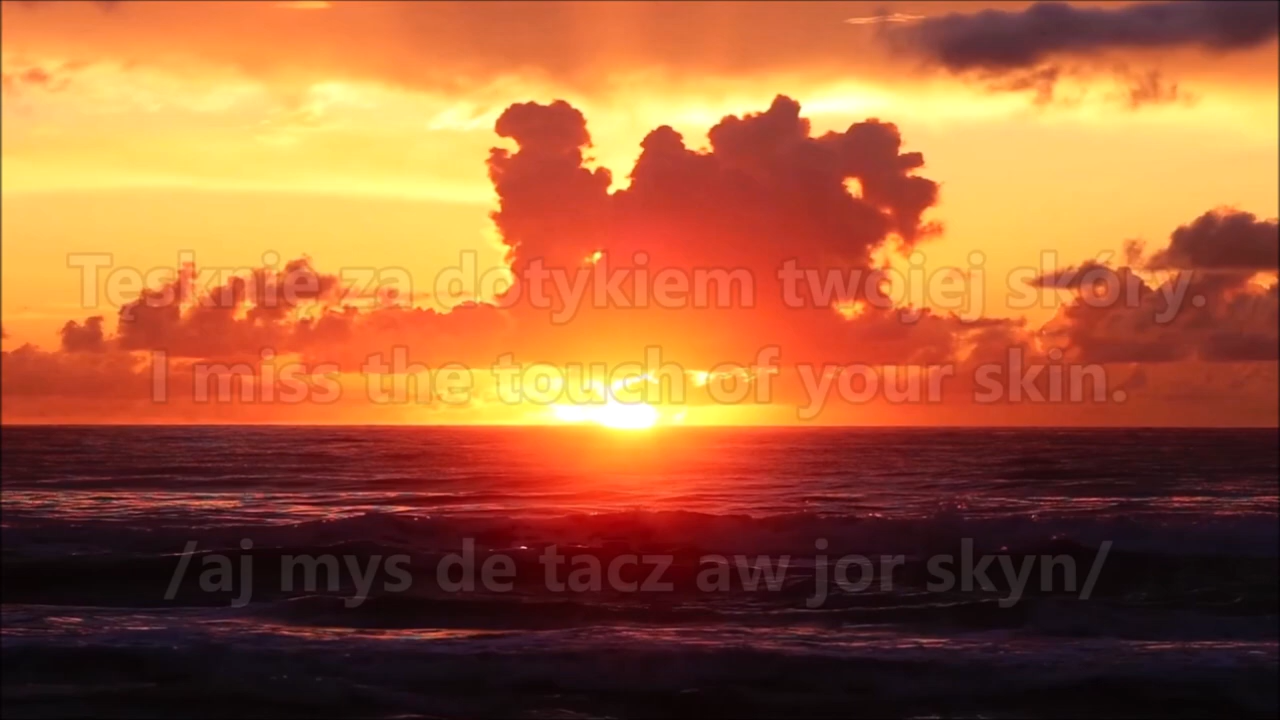 Tęsknię za dotykiem twojej skóry.
I miss the touch of your skin.
/aj mys de tacz aw jor skyn/